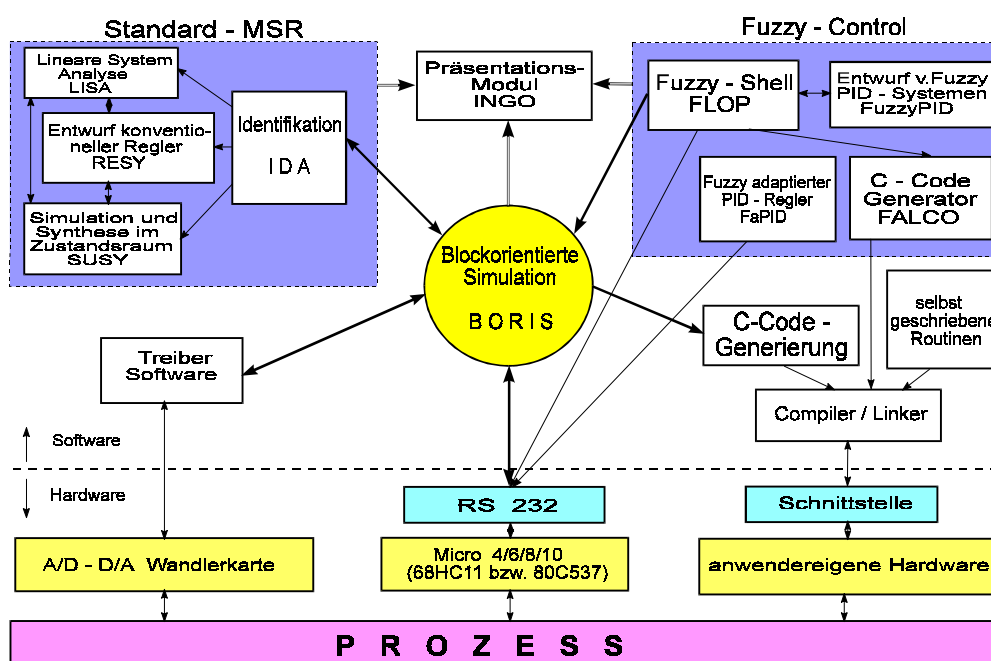 Standard - MSR
Fuzzy - Control
Lineare System
Analyse
LISA
Entwurf konventio-
neller Regler
RESY
Simulation und
Synthese im
Zustandsraum
SUSY
Identifikation
I D A
Präsentations-
Modul
INGO
Fuzzy - Shell
FLOP
Entwurf v.Fuzzy
PID - Systemen
FuzzyPID
Fuzzy adaptierter
PID - Regler
FaPID
C - Code
Generator
FALCO
Blockorientierte
Simulation
B O R I S
Treiber
Software
C-Code -
Generierung
selbst
geschriebene
Routinen
Compiler / Linker
Software
Hardware
RS 232
Schnittstelle
A/D - D/A Wandlerkarte
Micro 4/6/8/10
(68HC11 bzw. 80C537)
anwendereigene Hardware
P R O Z E S S